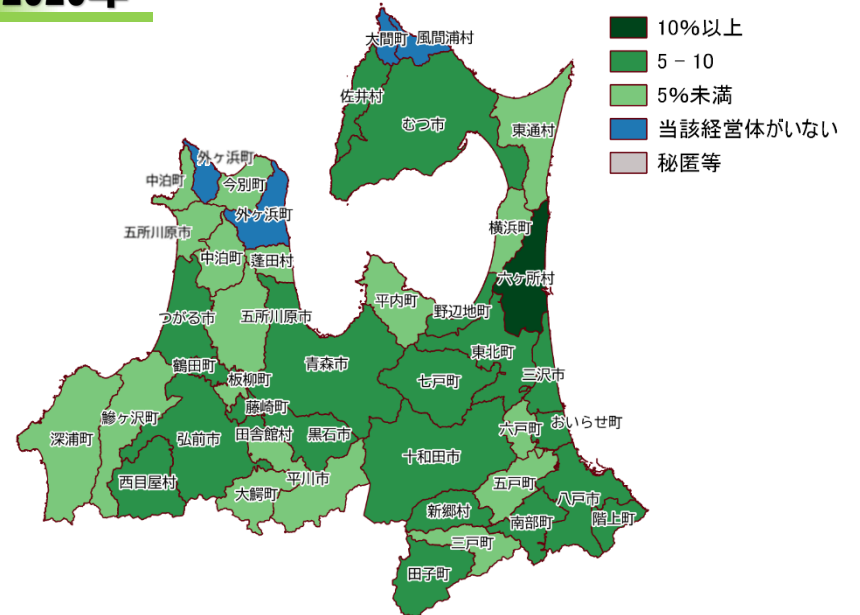 10%以上
5 - 10
5%未満
当該経営体がいない
秘匿等
大間町
風間浦村
佐井村
むつ市
東通村
外ヶ浜町
中泊町
今別町
外ヶ浜町
五所川原市
横浜町
中泊町
蓬田村
六ヶ所村
平内町
野辺地町
つがる市
五所川原市
東北町
青森市
鶴田町
七戸町
三沢市
板柳町
藤崎町
鰺ヶ沢町
おいらせ町
六戸町
深浦町
弘前市
田舎館村
黒石市
十和田市
西目屋村
平川市
五戸町
大鰐町
八戸市
新郷村
南部町
階上町
三戸町
田子町